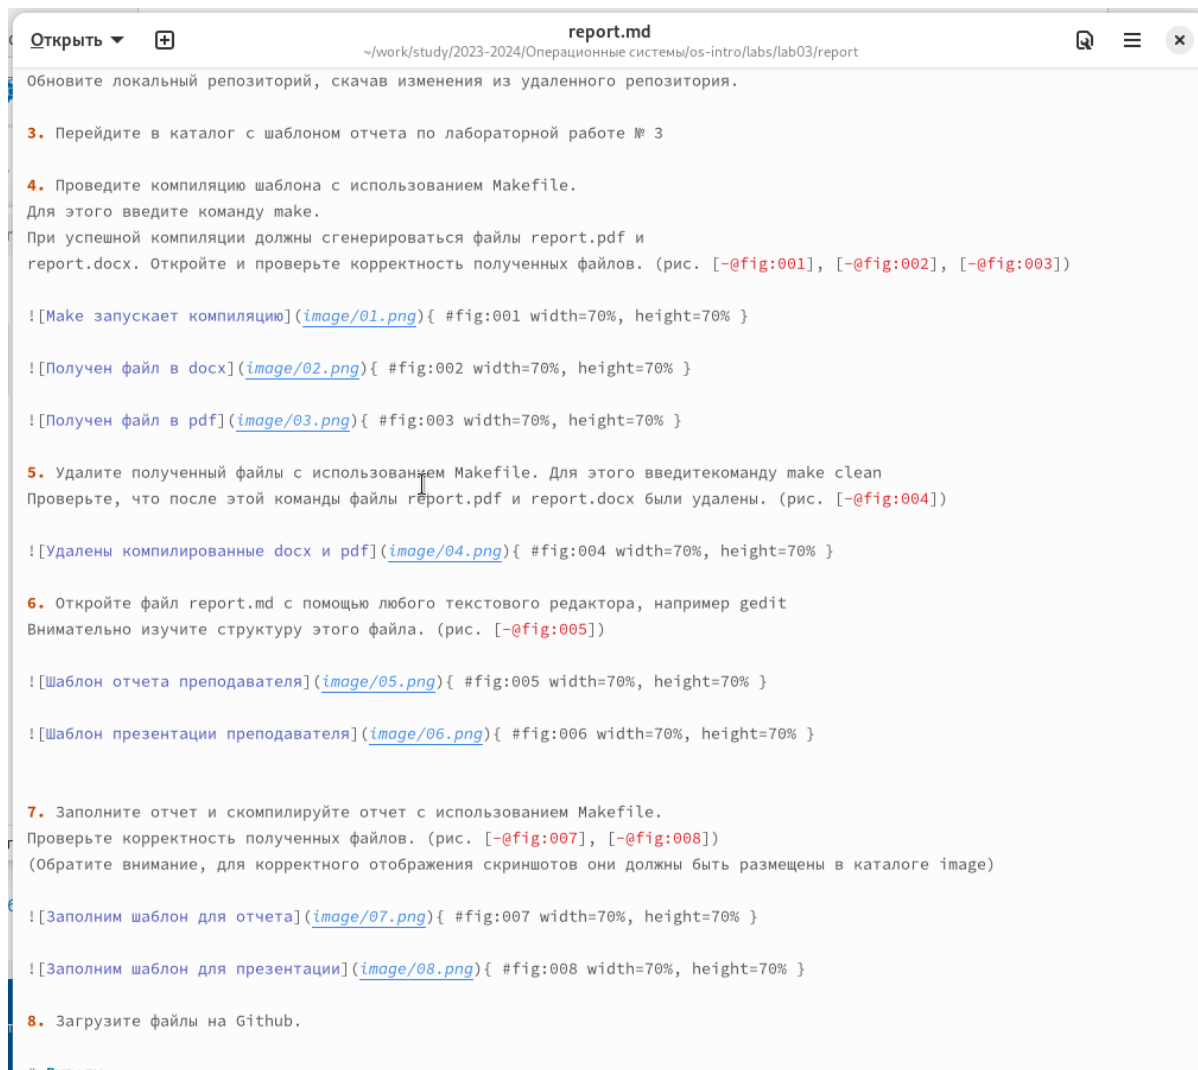 Открыть
report.md
~/work/study/2023-2024/Операционные системы/os-intro/labs/lab03/report
Обновите локальный репозиторий, скачав изменения из удаленного репозитория.
3. Перейдите в каталог с шаблоном отчета по лабораторной работе № 3
4. Проведите компиляцию шаблона с использованием Makefile.
Для этого введите команду make.
При успешной компиляции должны сгенерироваться файлы report.pdf и
report.docx. Откройте и проверьте корректность полученных файлов. (рис. [-@fig:001], [-@fig:002], [-@fig:003])
![Make запускает компиляцию](image/01.png){ #fig:001 width=70%, height=70% }
![Получен файл в docx](image/02.png){ #fig:002 width=70%, height=70% }
![Получен файл в pdf](image/03.png){ #fig:003 width=70%, height=70% }
5. Удалите полученный файлы с использованием Makefile. Для этого введитекоманду make clean
Проверьте, что после этой команды файлы report.pdf и report.docx были удалены. (рис. [-@fig:004])
![Удалены компилированные docx и pdf](image/04.png){ #fig:004 width=70%, height=70% }
6. Откройте файл report.md с помощью любого текстового редактора, например gedit
Внимательно изучите структуру этого файла. (рис. [-@fig:005])
![Шаблон отчета преподавателя](image/05.png){ #fig:005 width=70%, height=70% }
![Шаблон презентации преподавателя](image/06.png){ #fig:006 width=70%, height=70% }
7. Заполните отчет и скомпилируйте отчет с использованием Makefile.
Проверьте корректность полученных файлов. (рис. [-@fig:007], [-@fig:008])
(Обратите внимание, для корректного отображения скриншотов они должны быть размещены в каталоге image)
![Заполним шаблон для отчета](image/07.png){ #fig:007 width=70%, height=70% }
![Заполним шаблон для презентации](image/08.png){ #fig:008 width=70%, height=70% }
8. Загрузите файлы на Github.